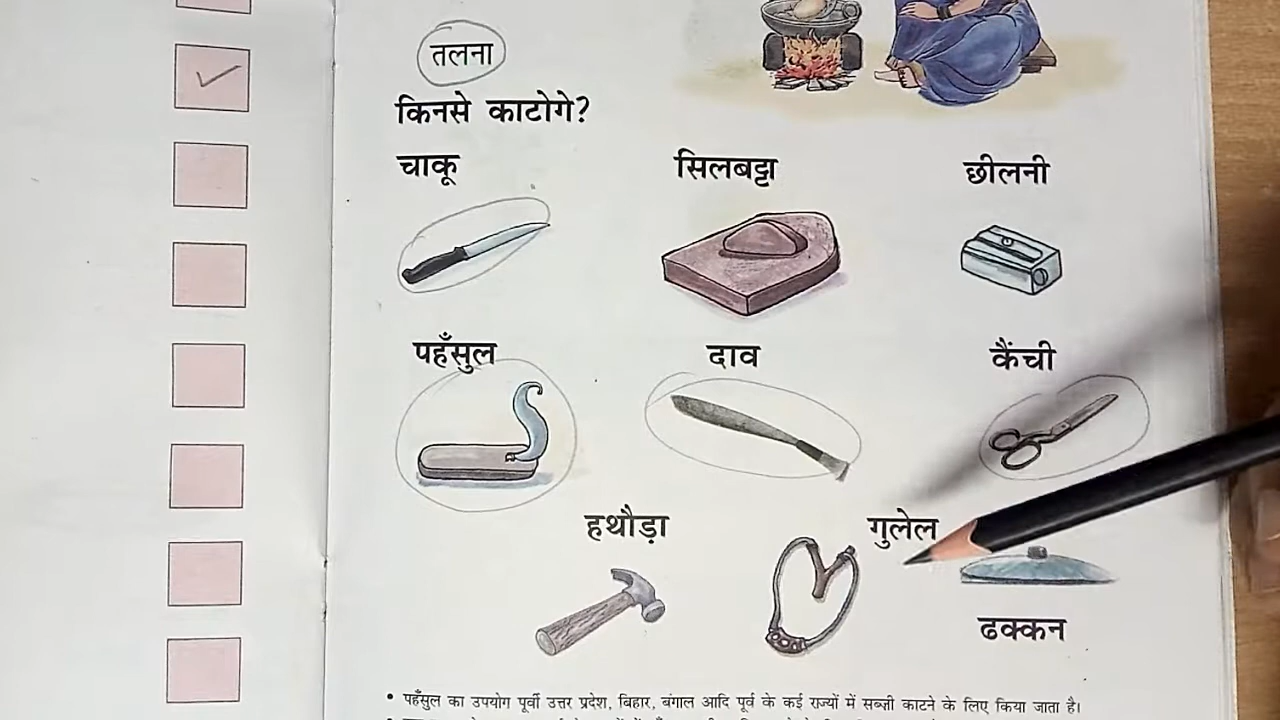 तलना
किनसे काटोगे?
चाकू सिलबट्टा छीलनी
पहँसुल दाव कैंची
हथौड़ा गुलेल
ढक्कन
• पहँसुल का उपयोग पूर्वी उत्तर प्रदेश, बिहार, बंगाल आदि पूर्व के कई राज्यों में सब्ज़ी काटने के लिए किया जाता है।